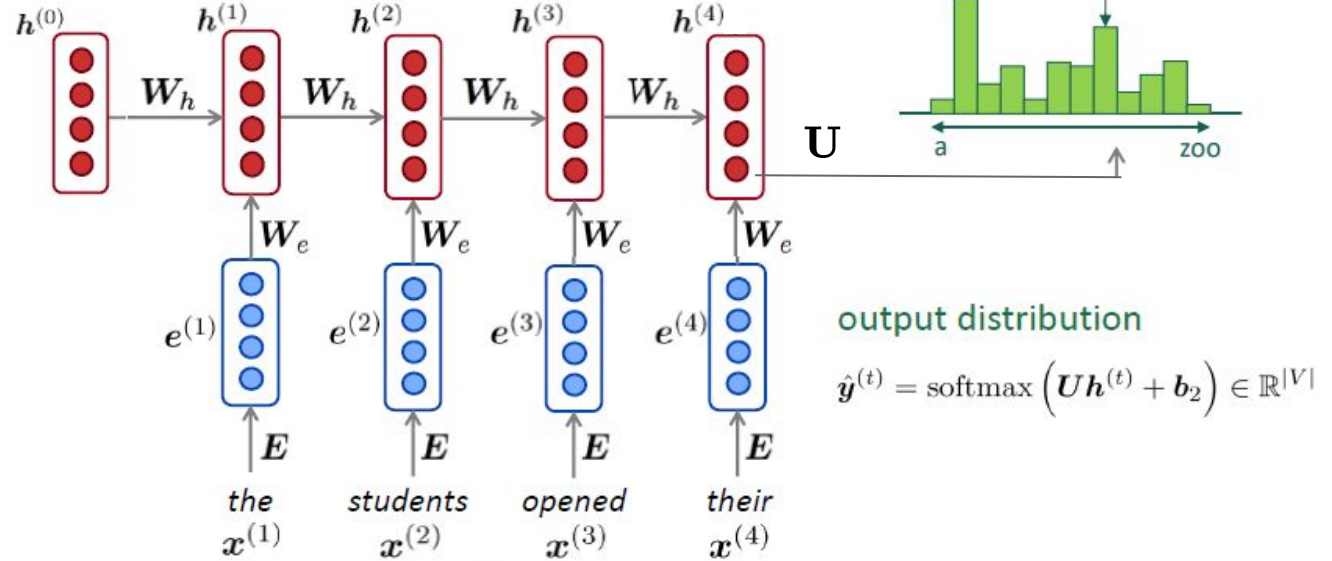 h^{(0)} h^{(1)} h^{(2)} h^{(3)} h^{(4)}
W_h W_h W_h W_h
U
a zoo
W_e W_e W_e W_e
e^{(1)} e^{(2)} e^{(3)} e^{(4)}
output distribution
ŷ^{(t)} = softmax (Uh^{(t)} + b_2) ∈ ℝ^{|V|}
E E E E
the students opened their
x^{(1)} x^{(2)} x^{(3)} x^{(4)}